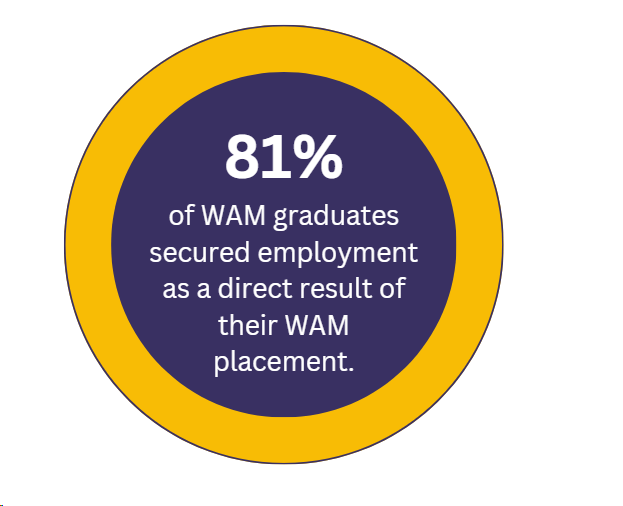 81%
of WAM graduates
secured employment
as a direct result of
their WAM
placement.